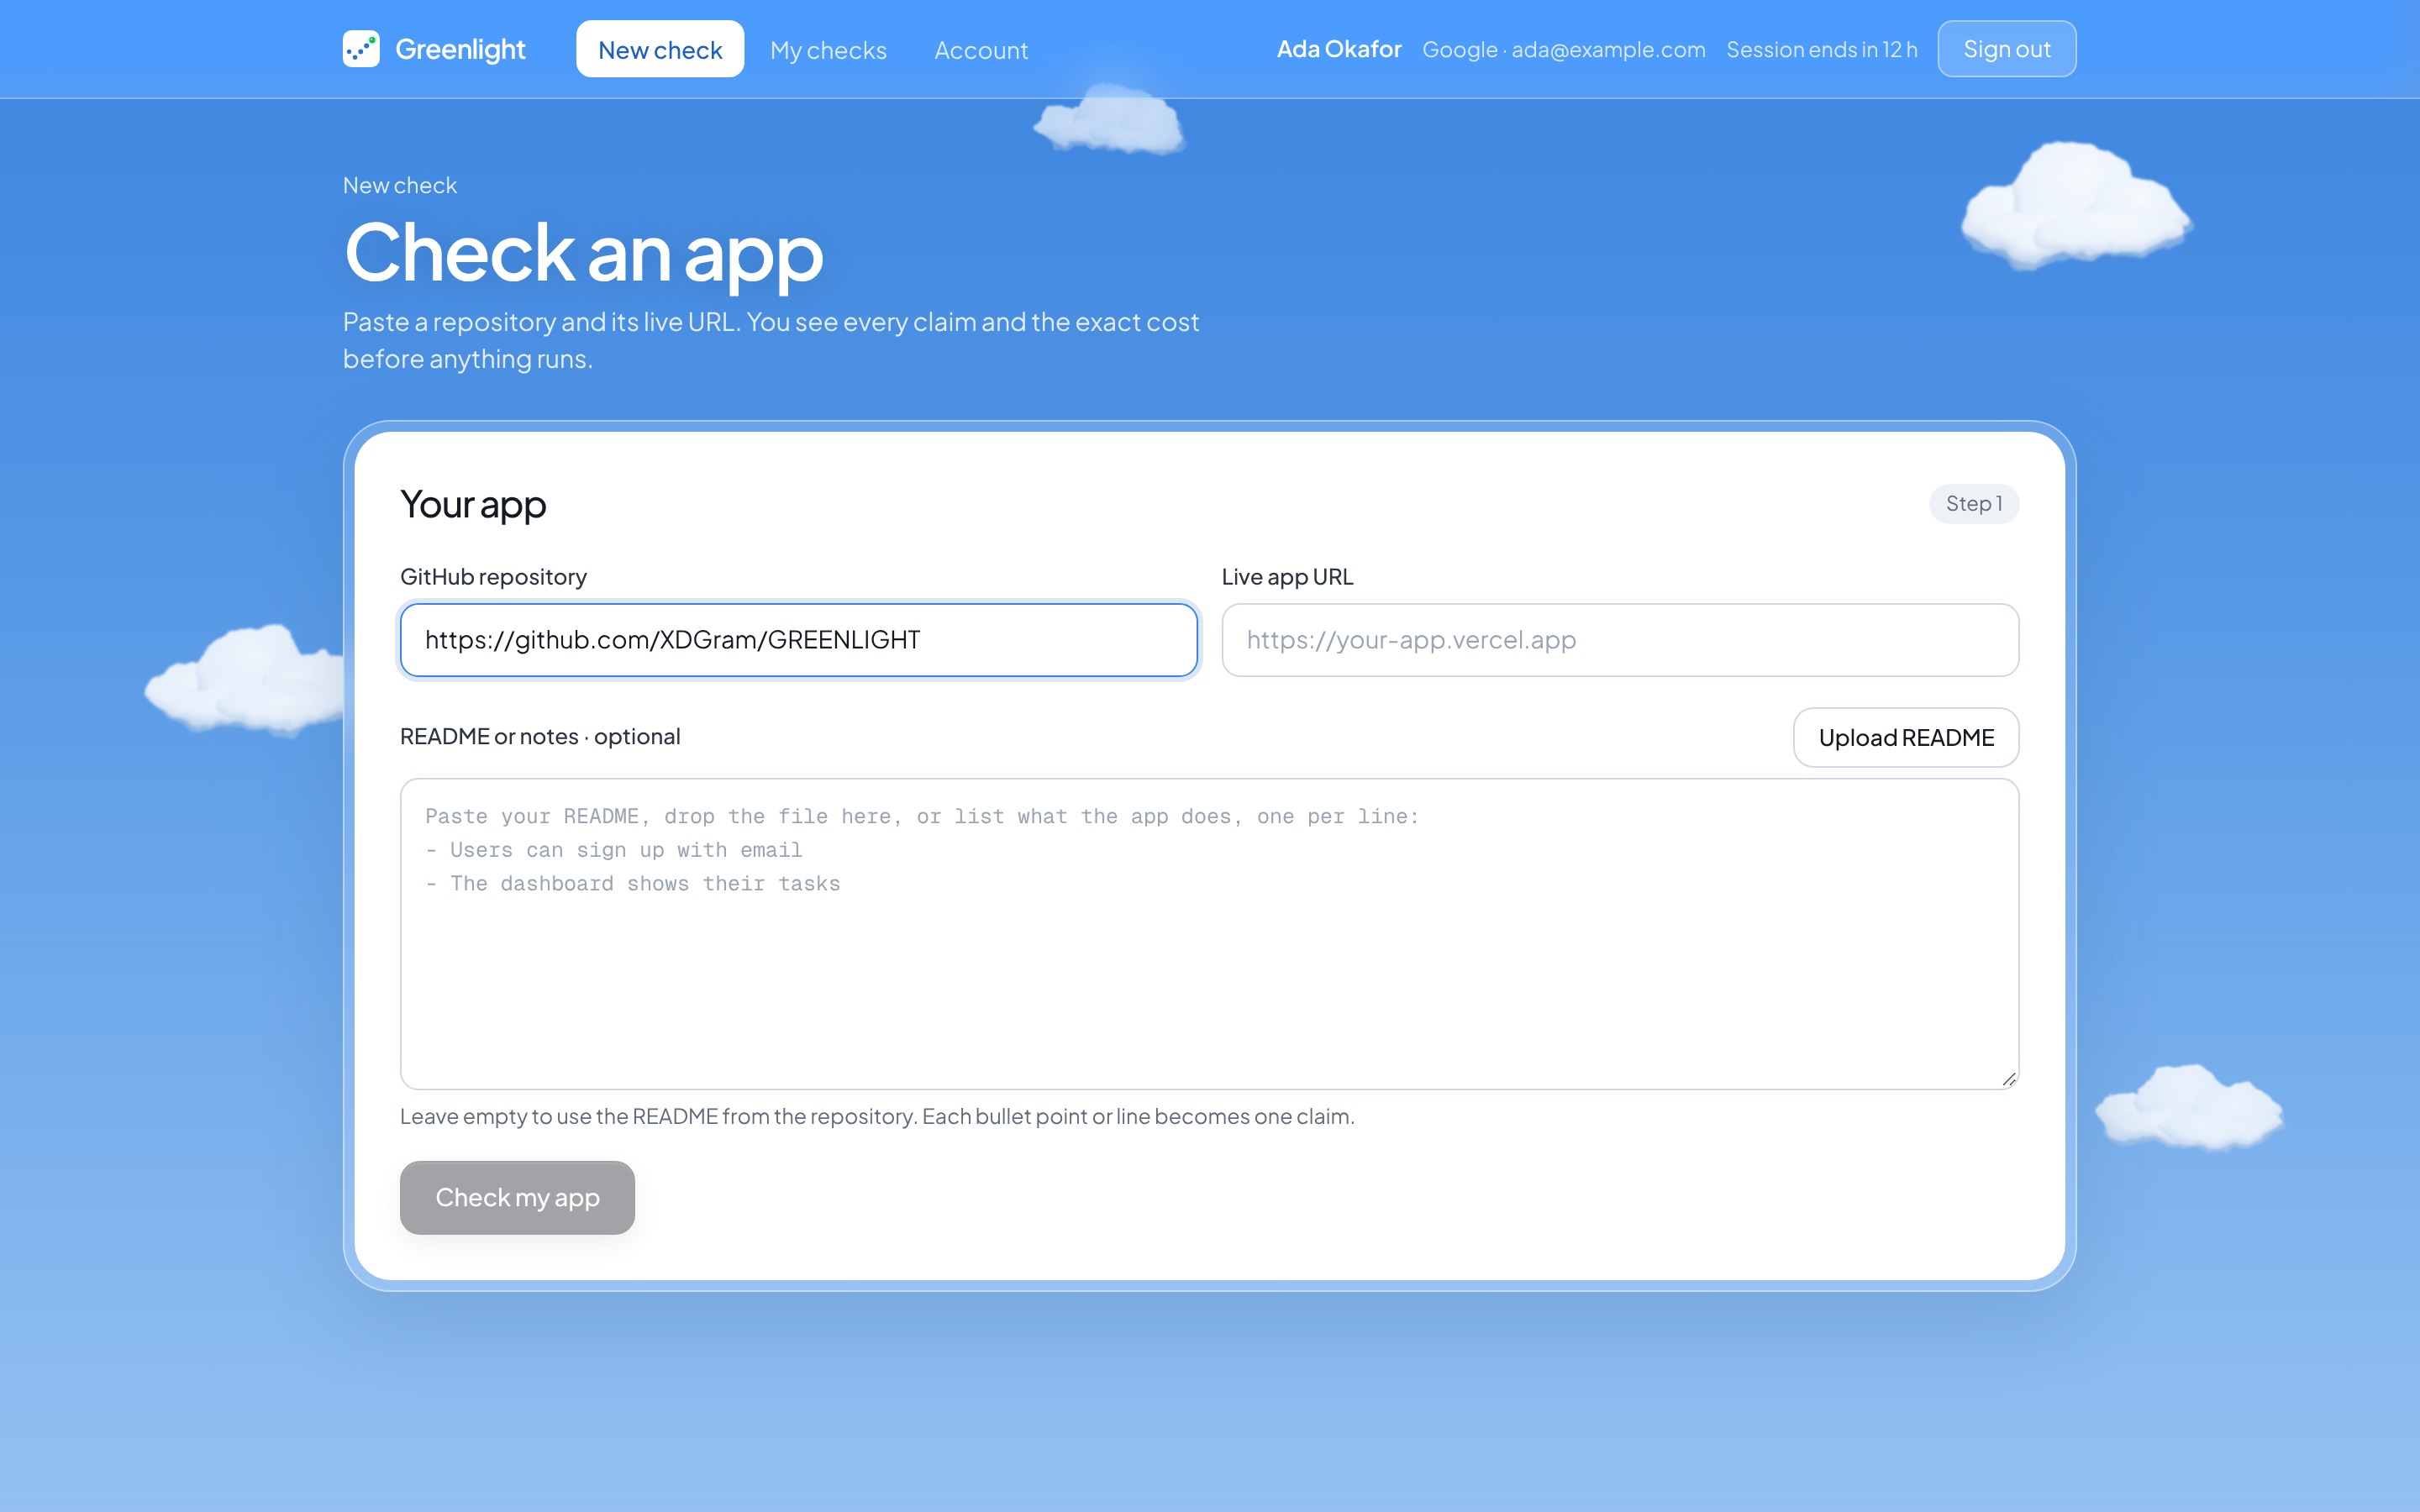 Greenlight
New check
My checks
Account
Ada Okafor
Google · ada@example.com
Session ends in 12 h
Sign out
New check
Check an app
Paste a repository and its live URL. You see every claim and the exact cost
before anything runs.
Your app
Step 1
GitHub repository
Live app URL
https://github.com/XDGram/GREENLIGHT
https://your-app.vercel.app
README or notes · optional
Upload README
Paste your README, drop the file here, or list what the app does, one per line:
- Users can sign up with email
- The dashboard shows their tasks
Leave empty to use the README from the repository. Each bullet point or line becomes one claim.
Check my app